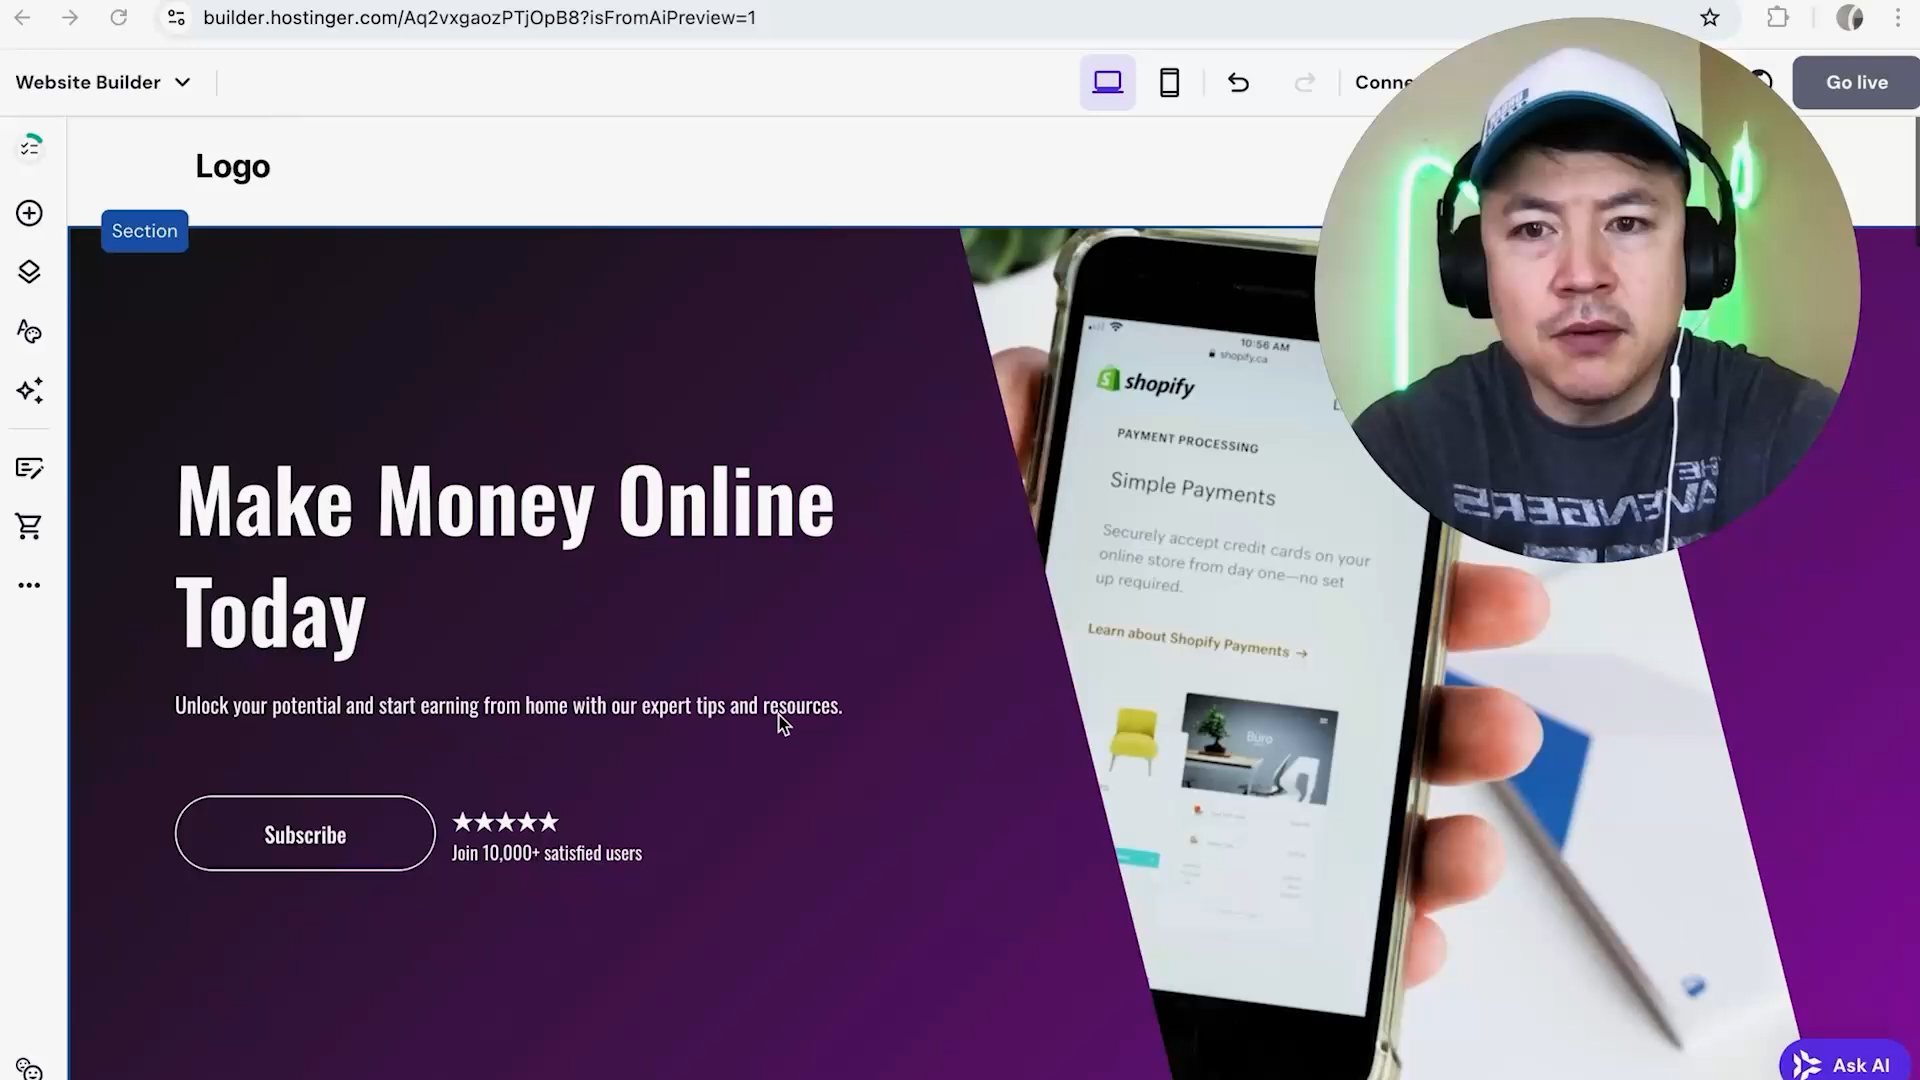 builder.hostinger.com/Aq2vxgaozPTjOpB8?isFromAiPreview=1
Website Builder
Conne
Go live
Logo
Section
10:56 AM
shopify.ca
shopify
PAYMENT PROCESSING
Simple Payments
Securely accept credit cards on your
online store from day one—no set
up required.
Learn about Shopify Payments →
Büro
Make Money Online
Today
Unlock your potential and start earning from home with our expert tips and resources.
Subscribe
★★★★★
Join 10,000+ satisfied users
THE
AVENGERS
Ask AI